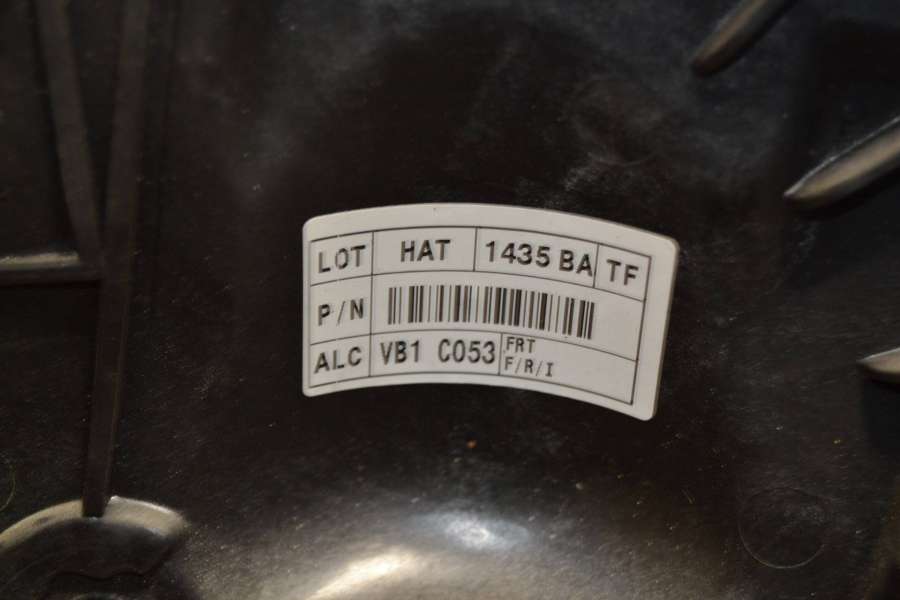 LOT HAT 1435 BA TF
P/N
ALC VB1 C053 FRT
F/R/I